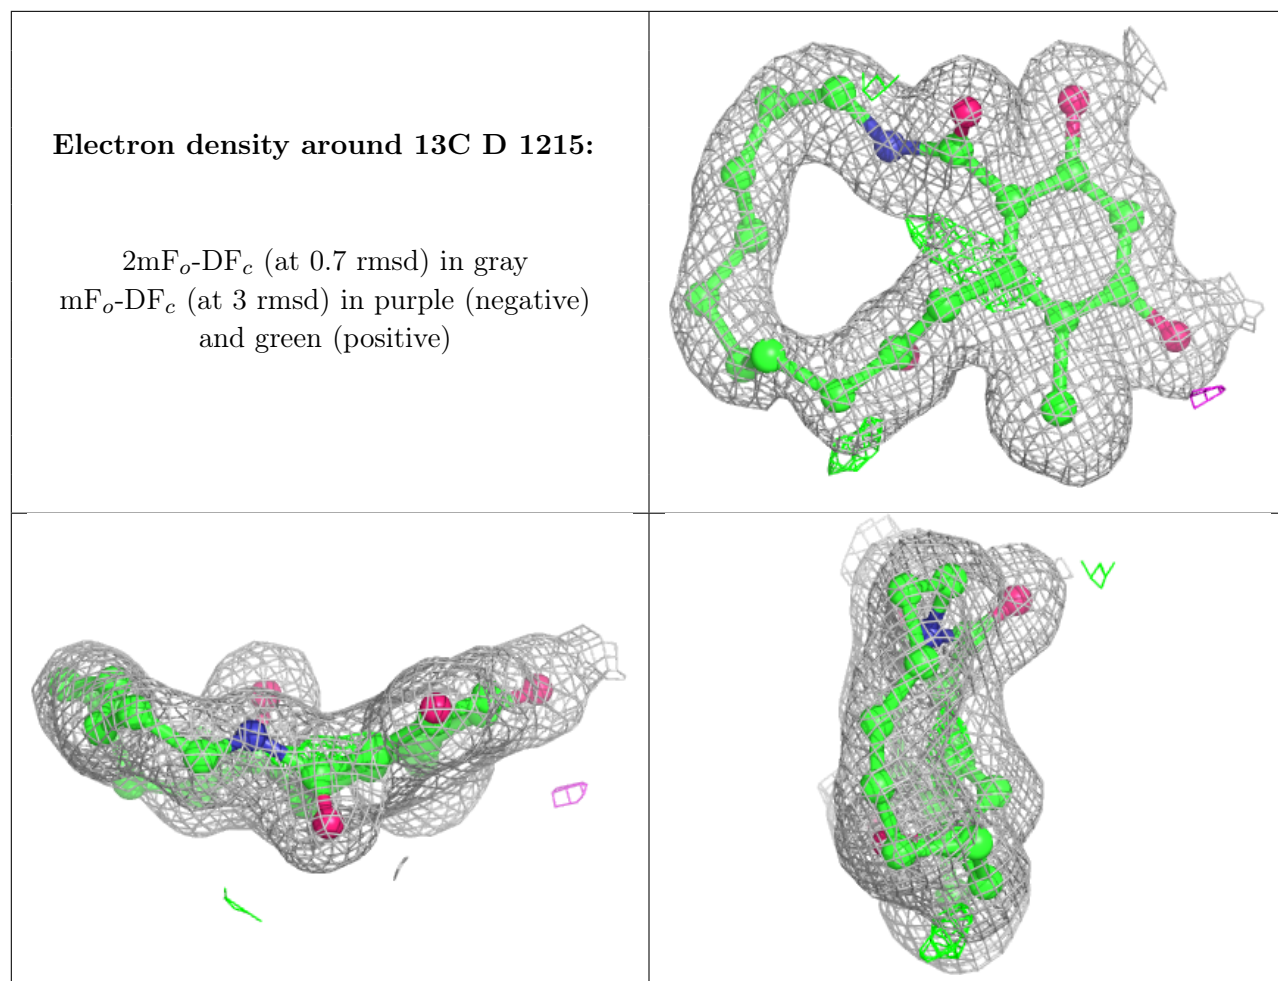 Electron density around 13C D 1215:
2mFo-DFc (at 0.7 rmsd) in gray
mFo-DFc (at 3 rmsd) in purple (negative)
and green (positive)